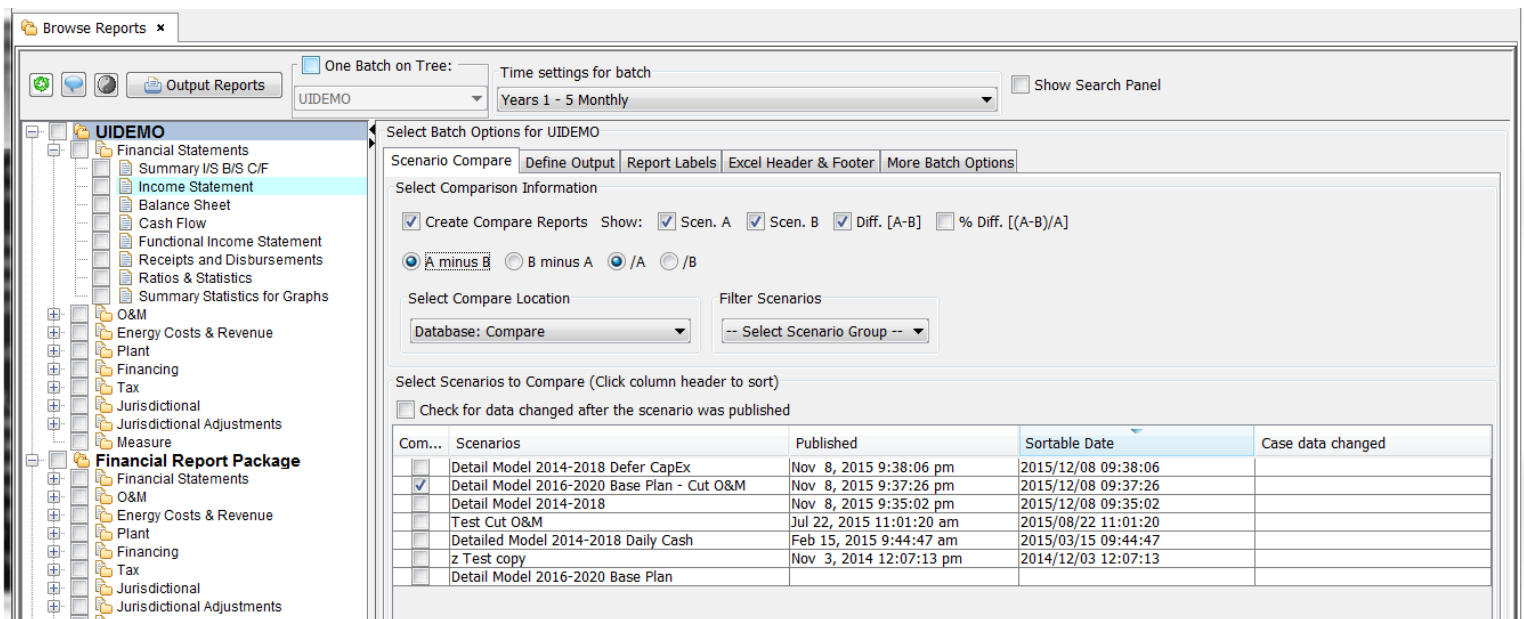 Browse Reports
Output Reports
One Batch on Tree:
UIDEMO
Time settings for batch
Years 1 - 5 Monthly
Show Search Panel
UIDEMO
Financial Statements
Summary I/S B/S C/F
Income Statement
Balance Sheet
Cash Flow
Functional Income Statement
Receipts and Disbursements
Ratios & Statistics
Summary Statistics for Graphs
O&M
Energy Costs & Revenue
Plant
Financing
Tax
Jurisdictional
Jurisdictional Adjustments
Measure
Financial Report Package
Financial Statements
O&M
Energy Costs & Revenue
Plant
Financing
Tax
Jurisdictional
Jurisdictional Adjustments
Select Batch Options for UIDEMO
Scenario Compare Define Output Report Labels Excel Header & Footer More Batch Options
Select Comparison Information
Create Compare Reports Show: Scen. A Scen. B Diff. [A-B] % Diff. [(A-B)/A]
A minus B B minus A /A /B
Select Compare Location Filter Scenarios
Database: Compare -- Select Scenario Group --
Select Scenarios to Compare (Click column header to sort)
Check for data changed after the scenario was published
Com... Scenarios Published Sortable Date Case data changed
Detail Model 2014-2018 Defer CapEx Nov 8, 2015 9:38:06 pm 2015/12/08 09:38:06
Detail Model 2016-2020 Base Plan - Cut O&M Nov 8, 2015 9:37:26 pm 2015/12/08 09:37:26
Detail Model 2014-2018 Nov 8, 2015 9:35:02 pm 2015/12/08 09:35:02
Test Cut O&M Jul 22, 2015 11:01:20 am 2015/08/22 11:01:20
Detailed Model 2014-2018 Daily Cash Feb 15, 2015 9:44:47 am 2015/03/15 09:44:47
z Test copy Nov 3, 2014 12:07:13 pm 2014/12/03 12:07:13
Detail Model 2016-2020 Base Plan